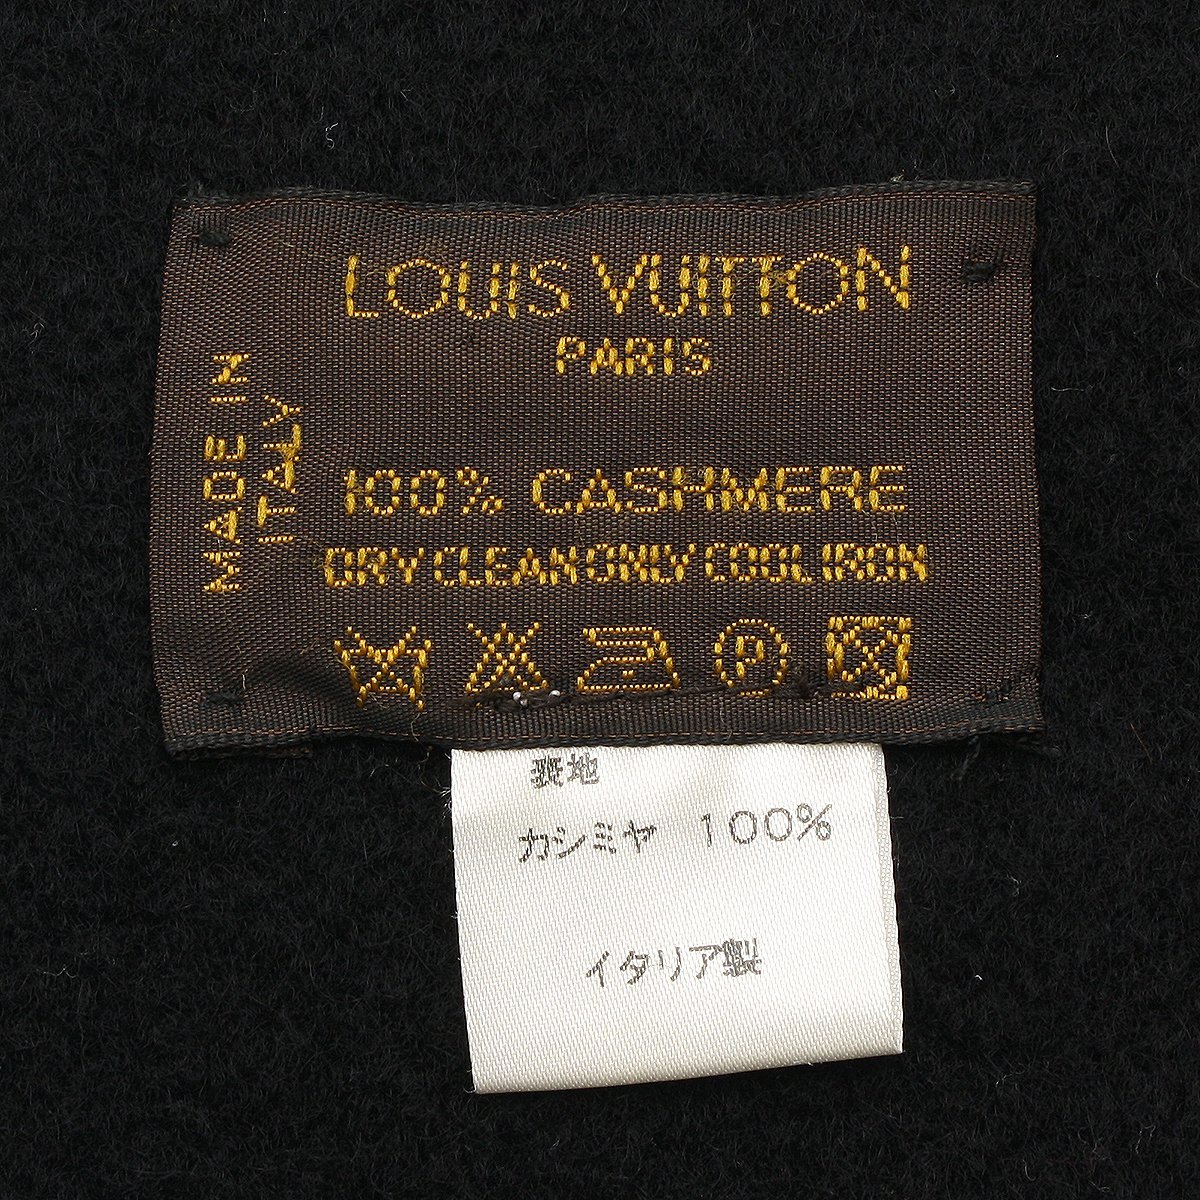 LOUIS VUITTON
PARIS
MADE IN
ITALY
100% CASHMERE
DRY CLEAN ONLY COOL IRON
P
表地
カシミヤ 100%
イタリア製